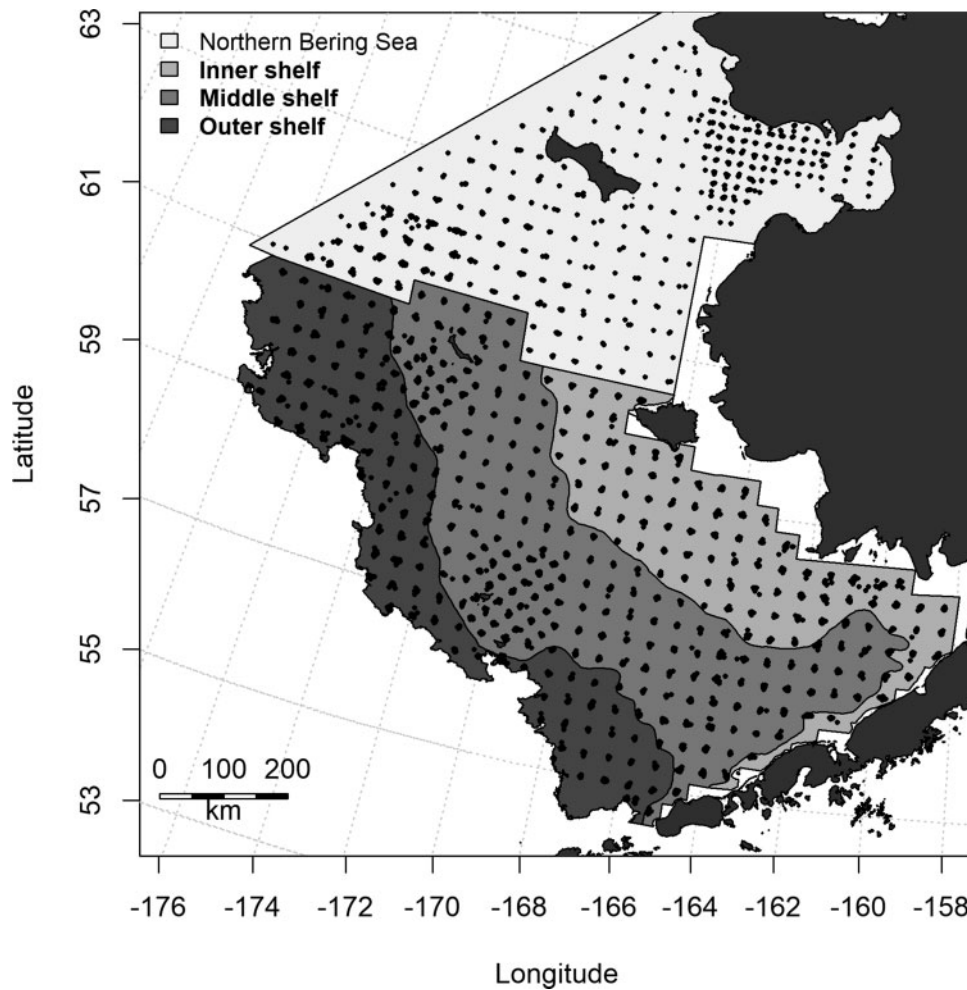 Northern Bering Sea
Inner shelf
Middle shelf
Outer shelf
63
61
59
57
55
53
Latitude
0 100 200
km
-176 -174 -172 -170 -168 -166 -164 -162 -160 -158
Longitude